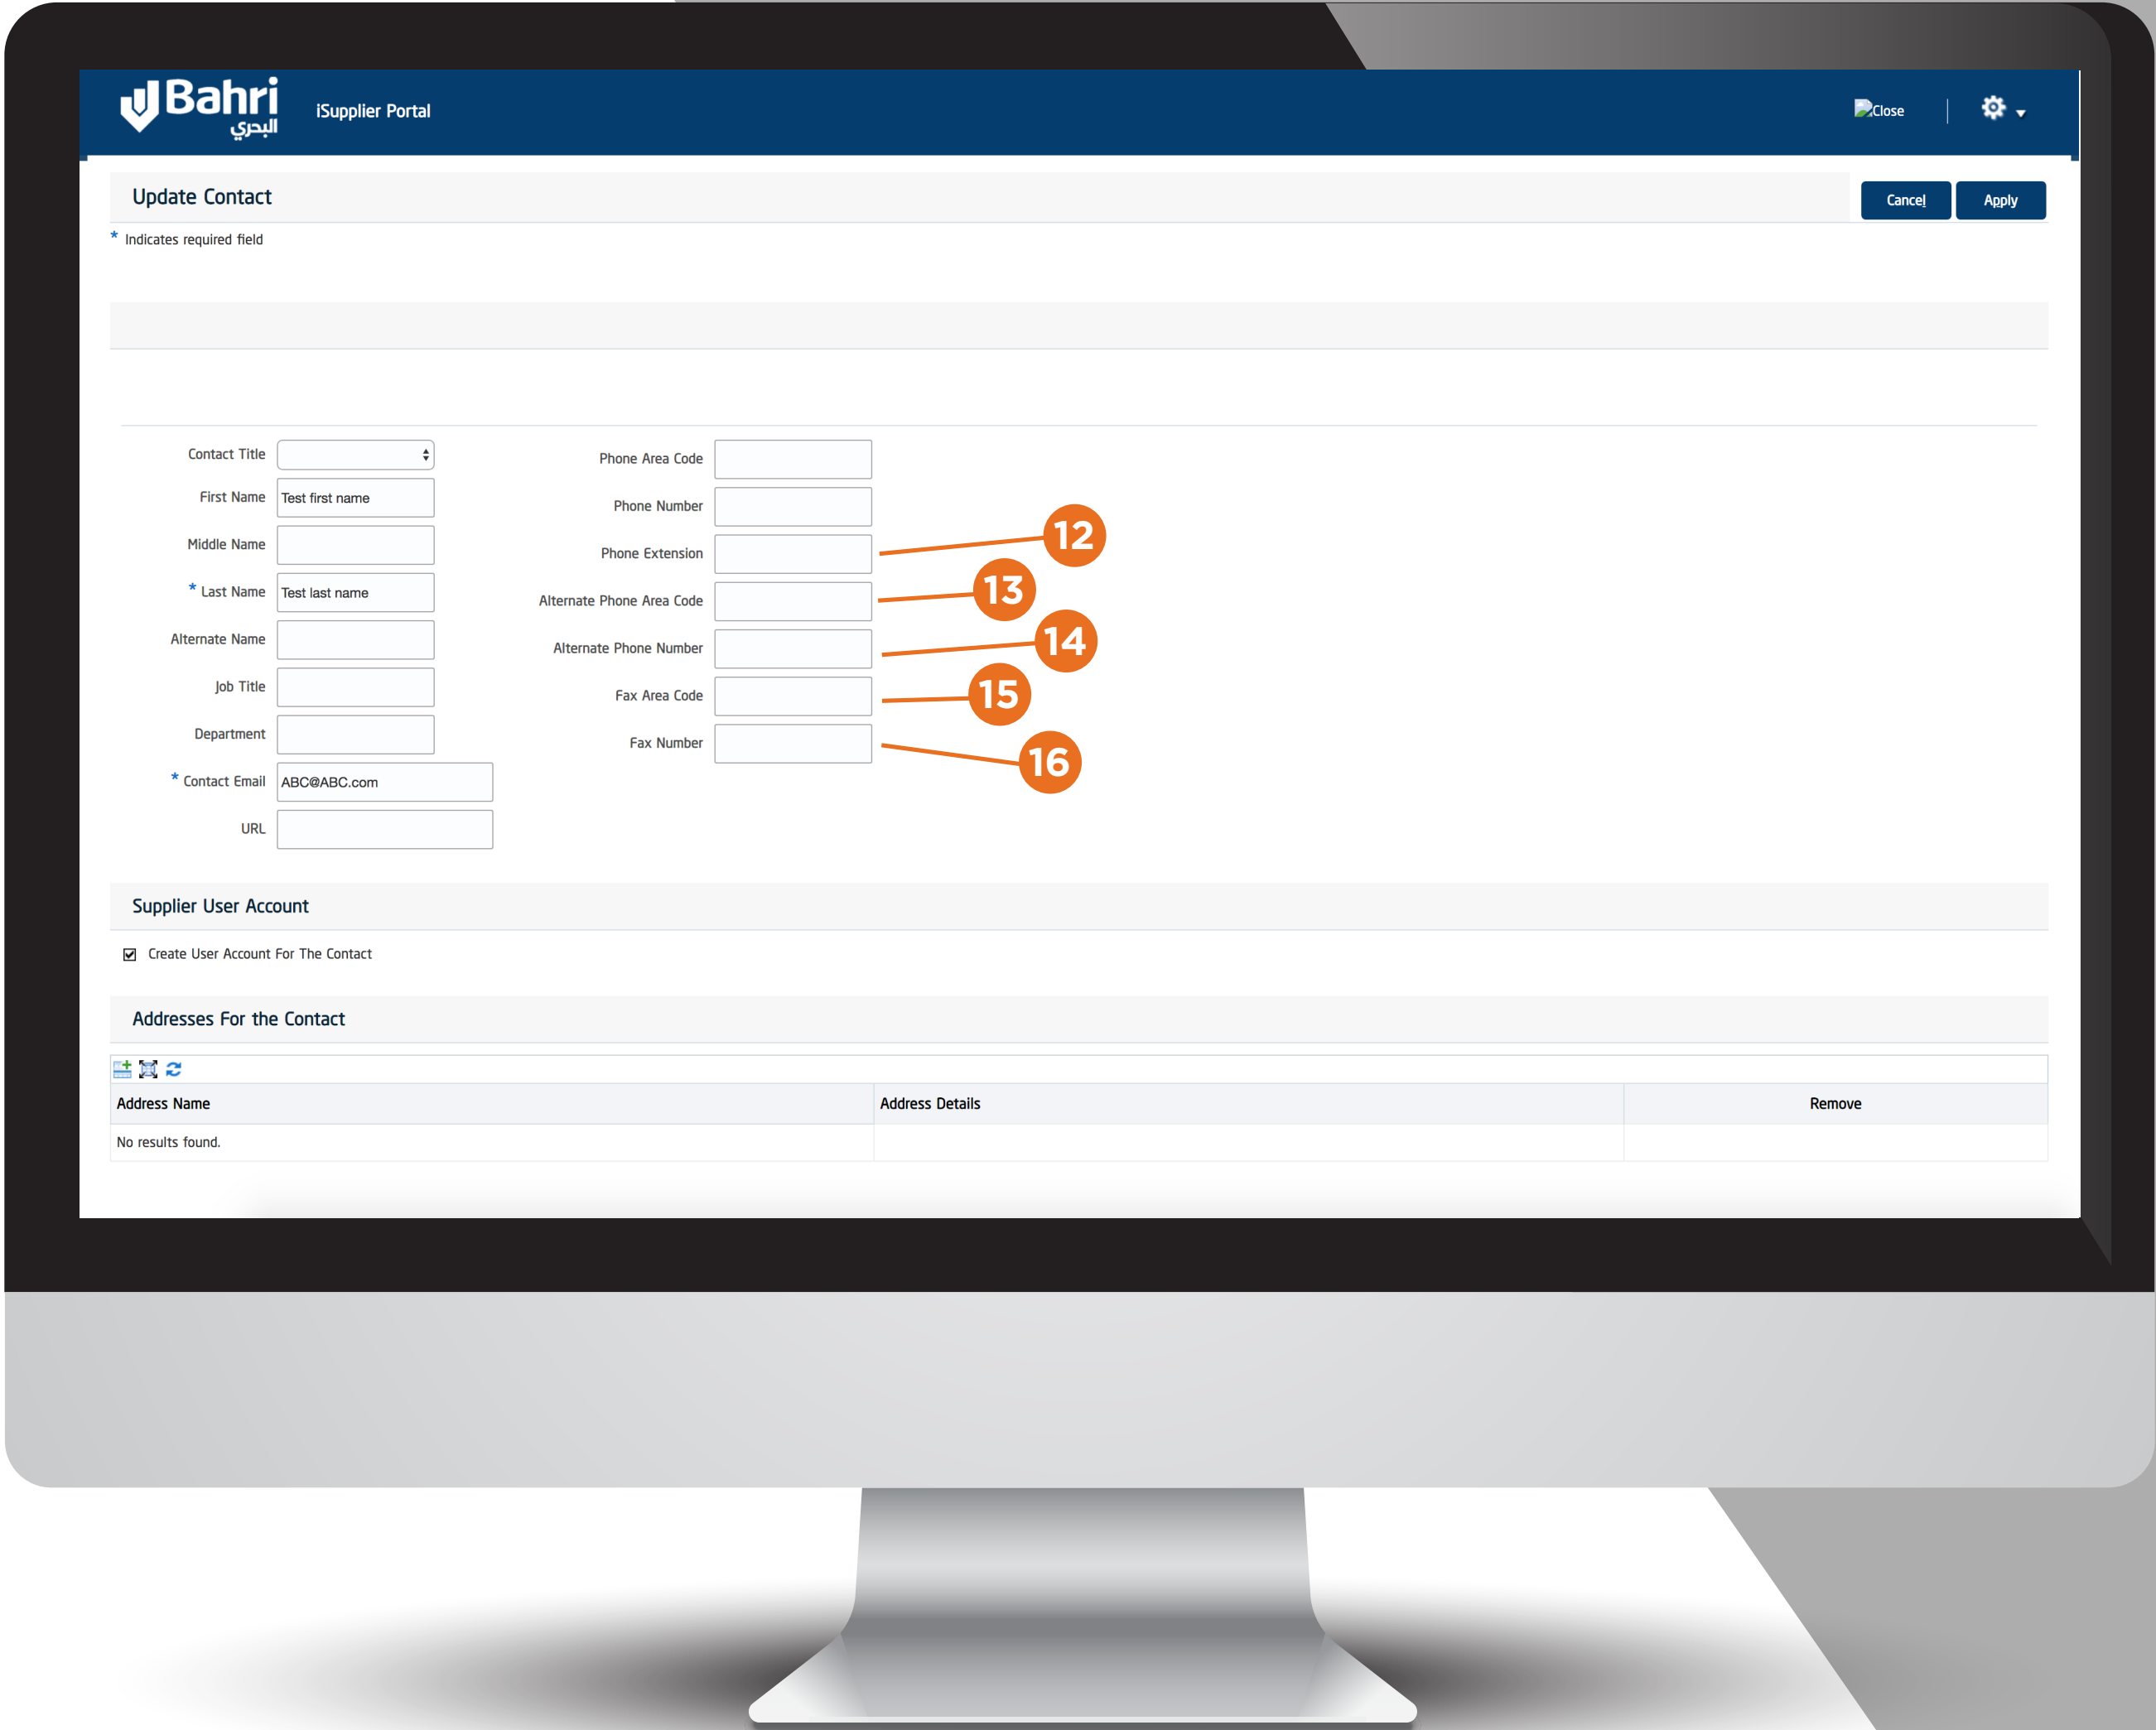 Bahri
البحري
iSupplier Portal
Close
Update Contact
Cancel
Apply
* Indicates required field
Contact Title
First Name Test first name
Middle Name
* Last Name Test last name
Alternate Name
Job Title
Department
* Contact Email ABC@ABC.com
URL
Phone Area Code
Phone Number
Phone Extension
Alternate Phone Area Code
Alternate Phone Number
Fax Area Code
Fax Number
12
13
14
15
16
Supplier User Account
Create User Account For The Contact
Addresses For the Contact
Address Name Address Details Remove
No results found.